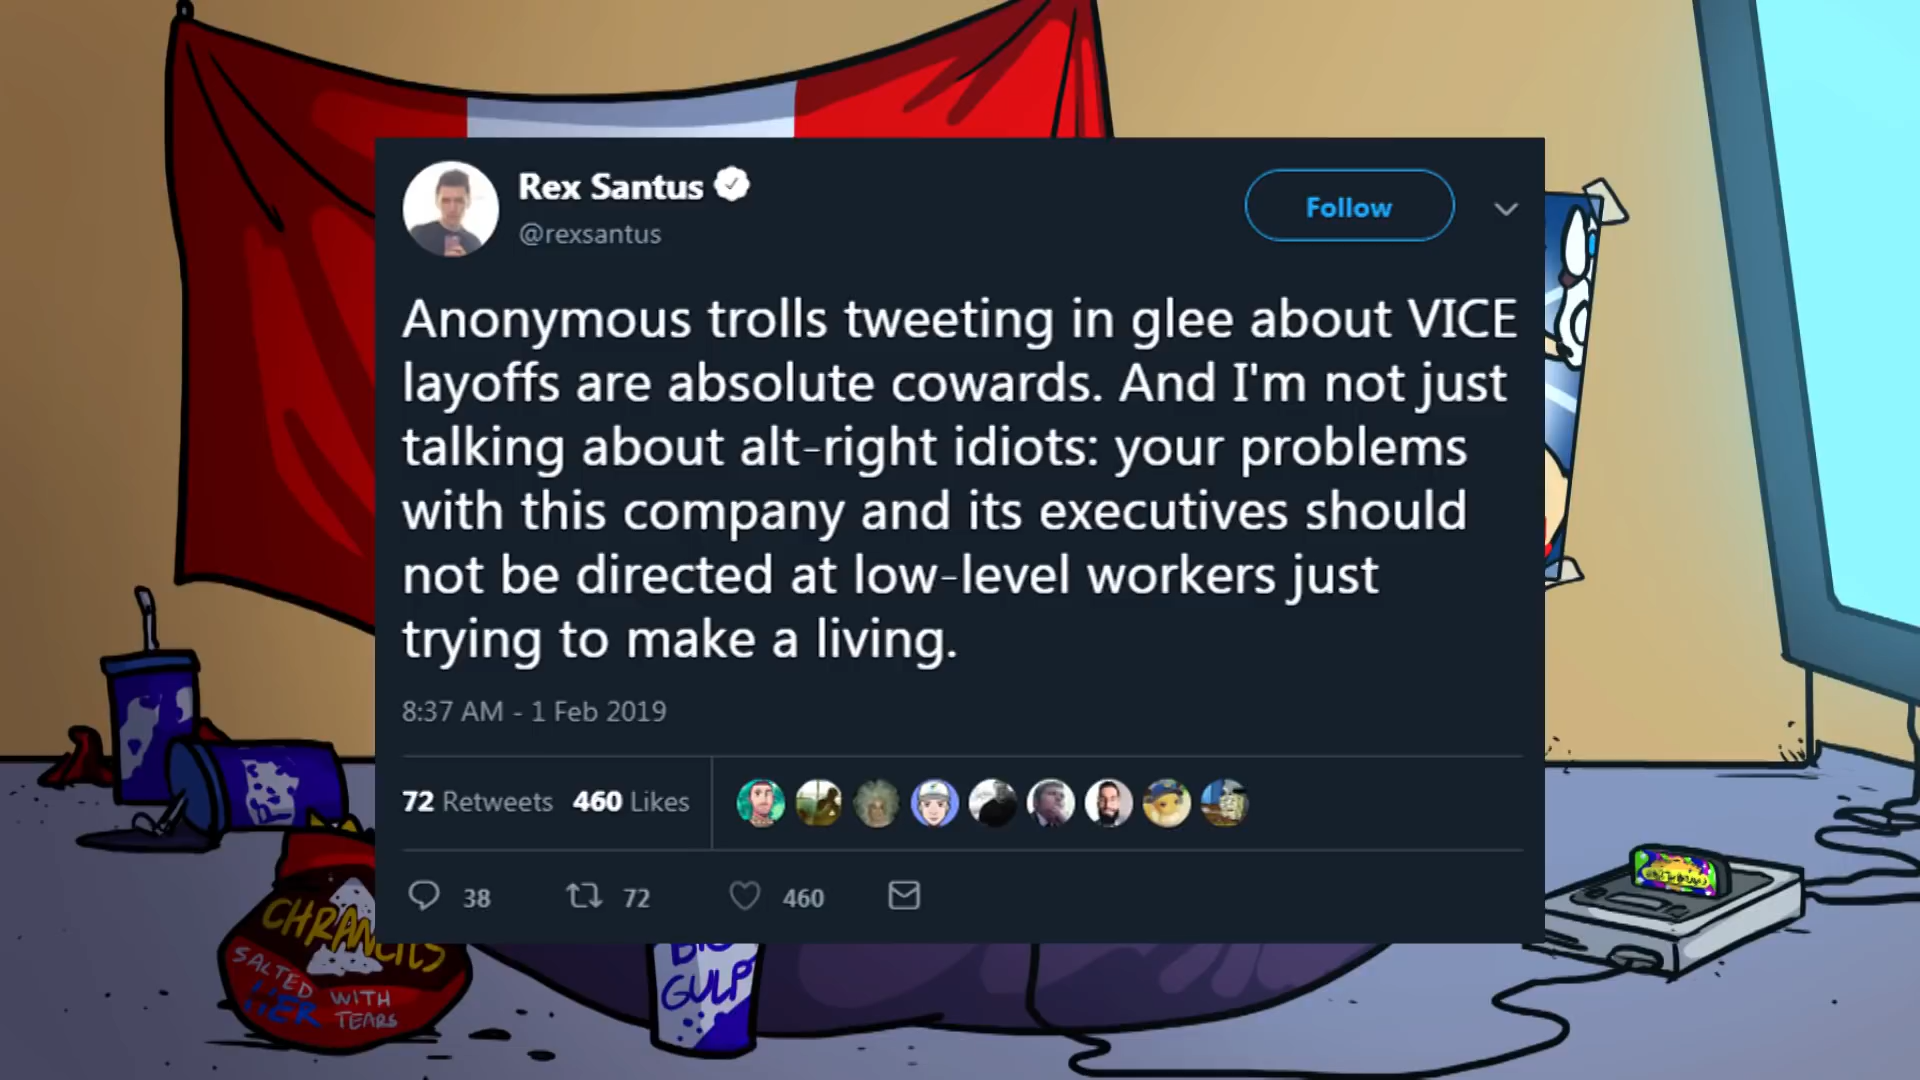 Rex Santus
@rexsantus
Follow
Anonymous trolls tweeting in glee about VICE
layoffs are absolute cowards. And I'm not just
talking about alt-right idiots: your problems
with this company and its executives should
not be directed at low-level workers just
trying to make a living.
8:37 AM - 1 Feb 2019
72 Retweets 460 Likes
38 72 460
CHRANCITS
SALTED WITH
HER TEARS
BIG
GULP